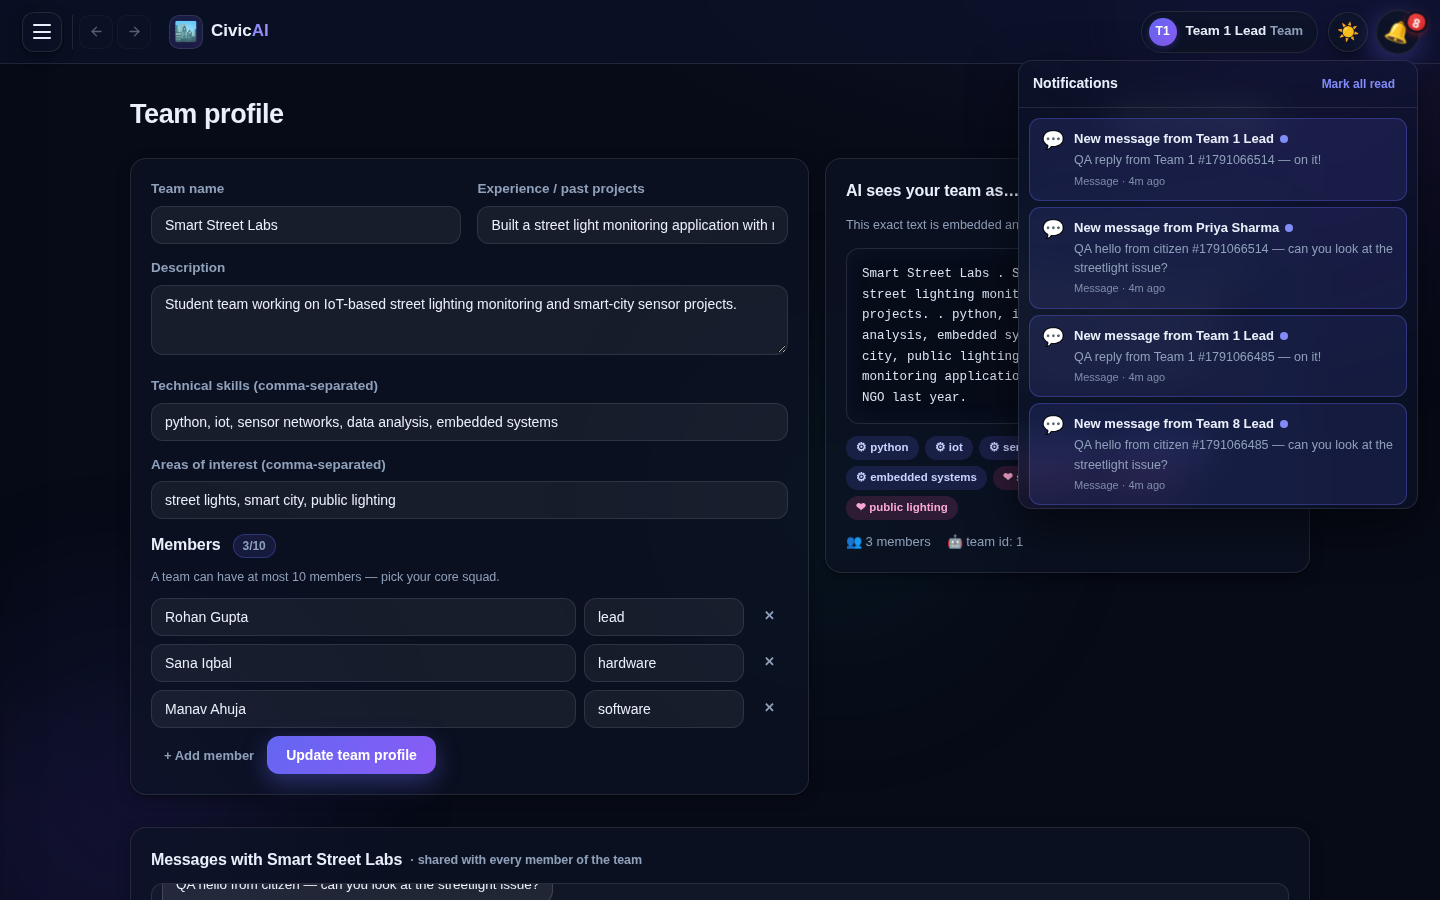 CivicAI
T1 Team 1 Lead Team
8
Team profile
Team name
Smart Street Labs
Experience / past projects
Built a street light monitoring application with
Description
Student team working on IoT-based street lighting monitoring and smart-city sensor projects.
Technical skills (comma-separated)
python, iot, sensor networks, data analysis, embedded systems
Areas of interest (comma-separated)
street lights, smart city, public lighting
Members 3/10
A team can have at most 10 members — pick your core squad.
Rohan Gupta lead ×
Sana Iqbal hardware ×
Manav Ahuja software ×
+ Add member Update team profile
AI sees your team as…
This exact text is embedded
Smart Street Labs .
street lighting
projects. . python,
analysis, embedded
city, public lighting
monitoring
NGO last year.
python iot
embedded systems
public lighting
3 members team id: 1
Notifications Mark all read
New message from Team 1 Lead
QA reply from Team 1 #1791066514 — on it!
Message · 4m ago
New message from Priya Sharma
QA hello from citizen #1791066514 — can you look at the
streetlight issue?
Message · 4m ago
New message from Team 1 Lead
QA reply from Team 1 #1791066485 — on it!
Message · 4m ago
New message from Team 8 Lead
QA hello from citizen #1791066485 — can you look at the
streetlight issue?
Message · 4m ago
Messages with Smart Street Labs · shared with every member of the team
QA hello from citizen — can you look at the streetlight issue?